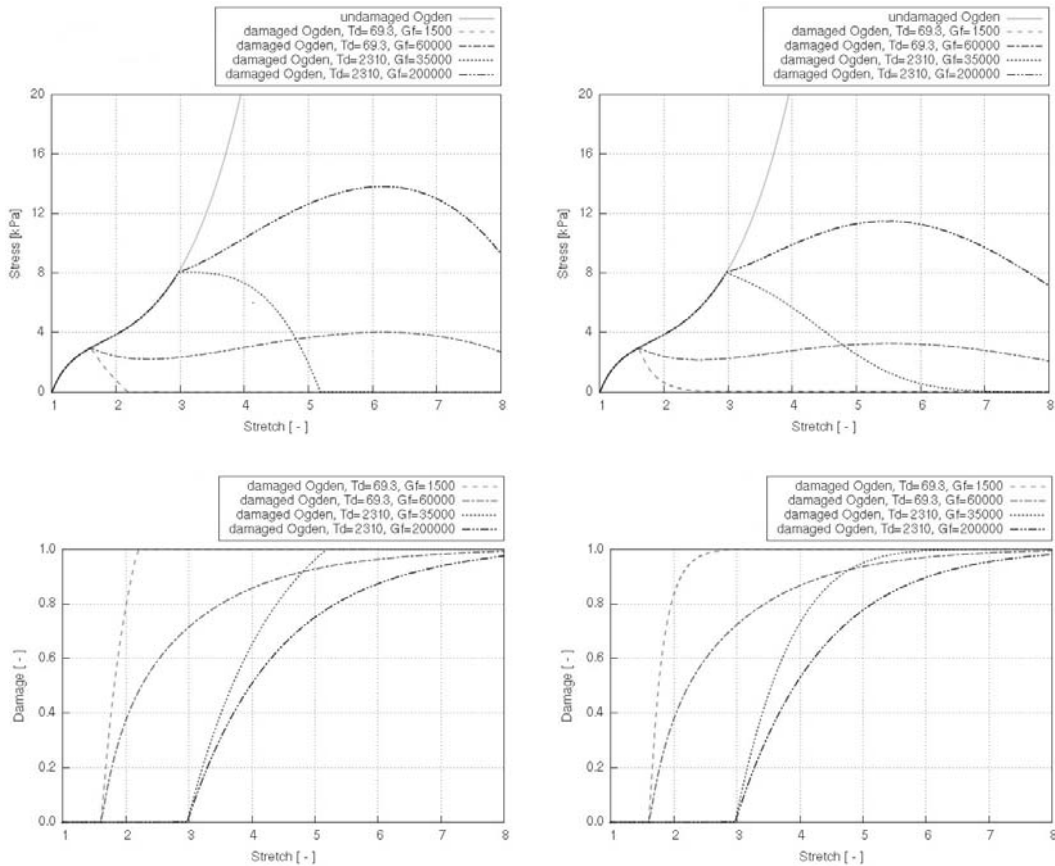 undamaged Ogden
damaged Ogden, Td=69.3, Gf=1500
damaged Ogden, Td=69.3, Gf=60000
damaged Ogden, Td=2310, Gf=35000
damaged Ogden, Td=2310, Gf=200000
20
16
12
8
4
0
Stress [kPa]
1 2 3 4 5 6 7 8
Stretch [ - ]
undamaged Ogden
damaged Ogden, Td=69.3, Gf=1500
damaged Ogden, Td=69.3, Gf=60000
damaged Ogden, Td=2310, Gf=35000
damaged Ogden, Td=2310, Gf=200000
20
16
12
8
4
0
Stress [kPa]
1 2 3 4 5 6 7 8
Stretch [ - ]
damaged Ogden, Td=69.3, Gf=1500
damaged Ogden, Td=69.3, Gf=60000
damaged Ogden, Td=2310, Gf=35000
damaged Ogden, Td=2310, Gf=200000
1.0
0.8
0.6
0.4
0.2
0.0
Damage [ - ]
1 2 3 4 5 6 7 8
Stretch [ - ]
damaged Ogden, Td=69.3, Gf=1500
damaged Ogden, Td=69.3, Gf=60000
damaged Ogden, Td=2310, Gf=35000
damaged Ogden, Td=2310, Gf=200000
1.0
0.8
0.6
0.4
0.2
0.0
Damage [ - ]
1 2 3 4 5 6 7 8
Stretch [ - ]